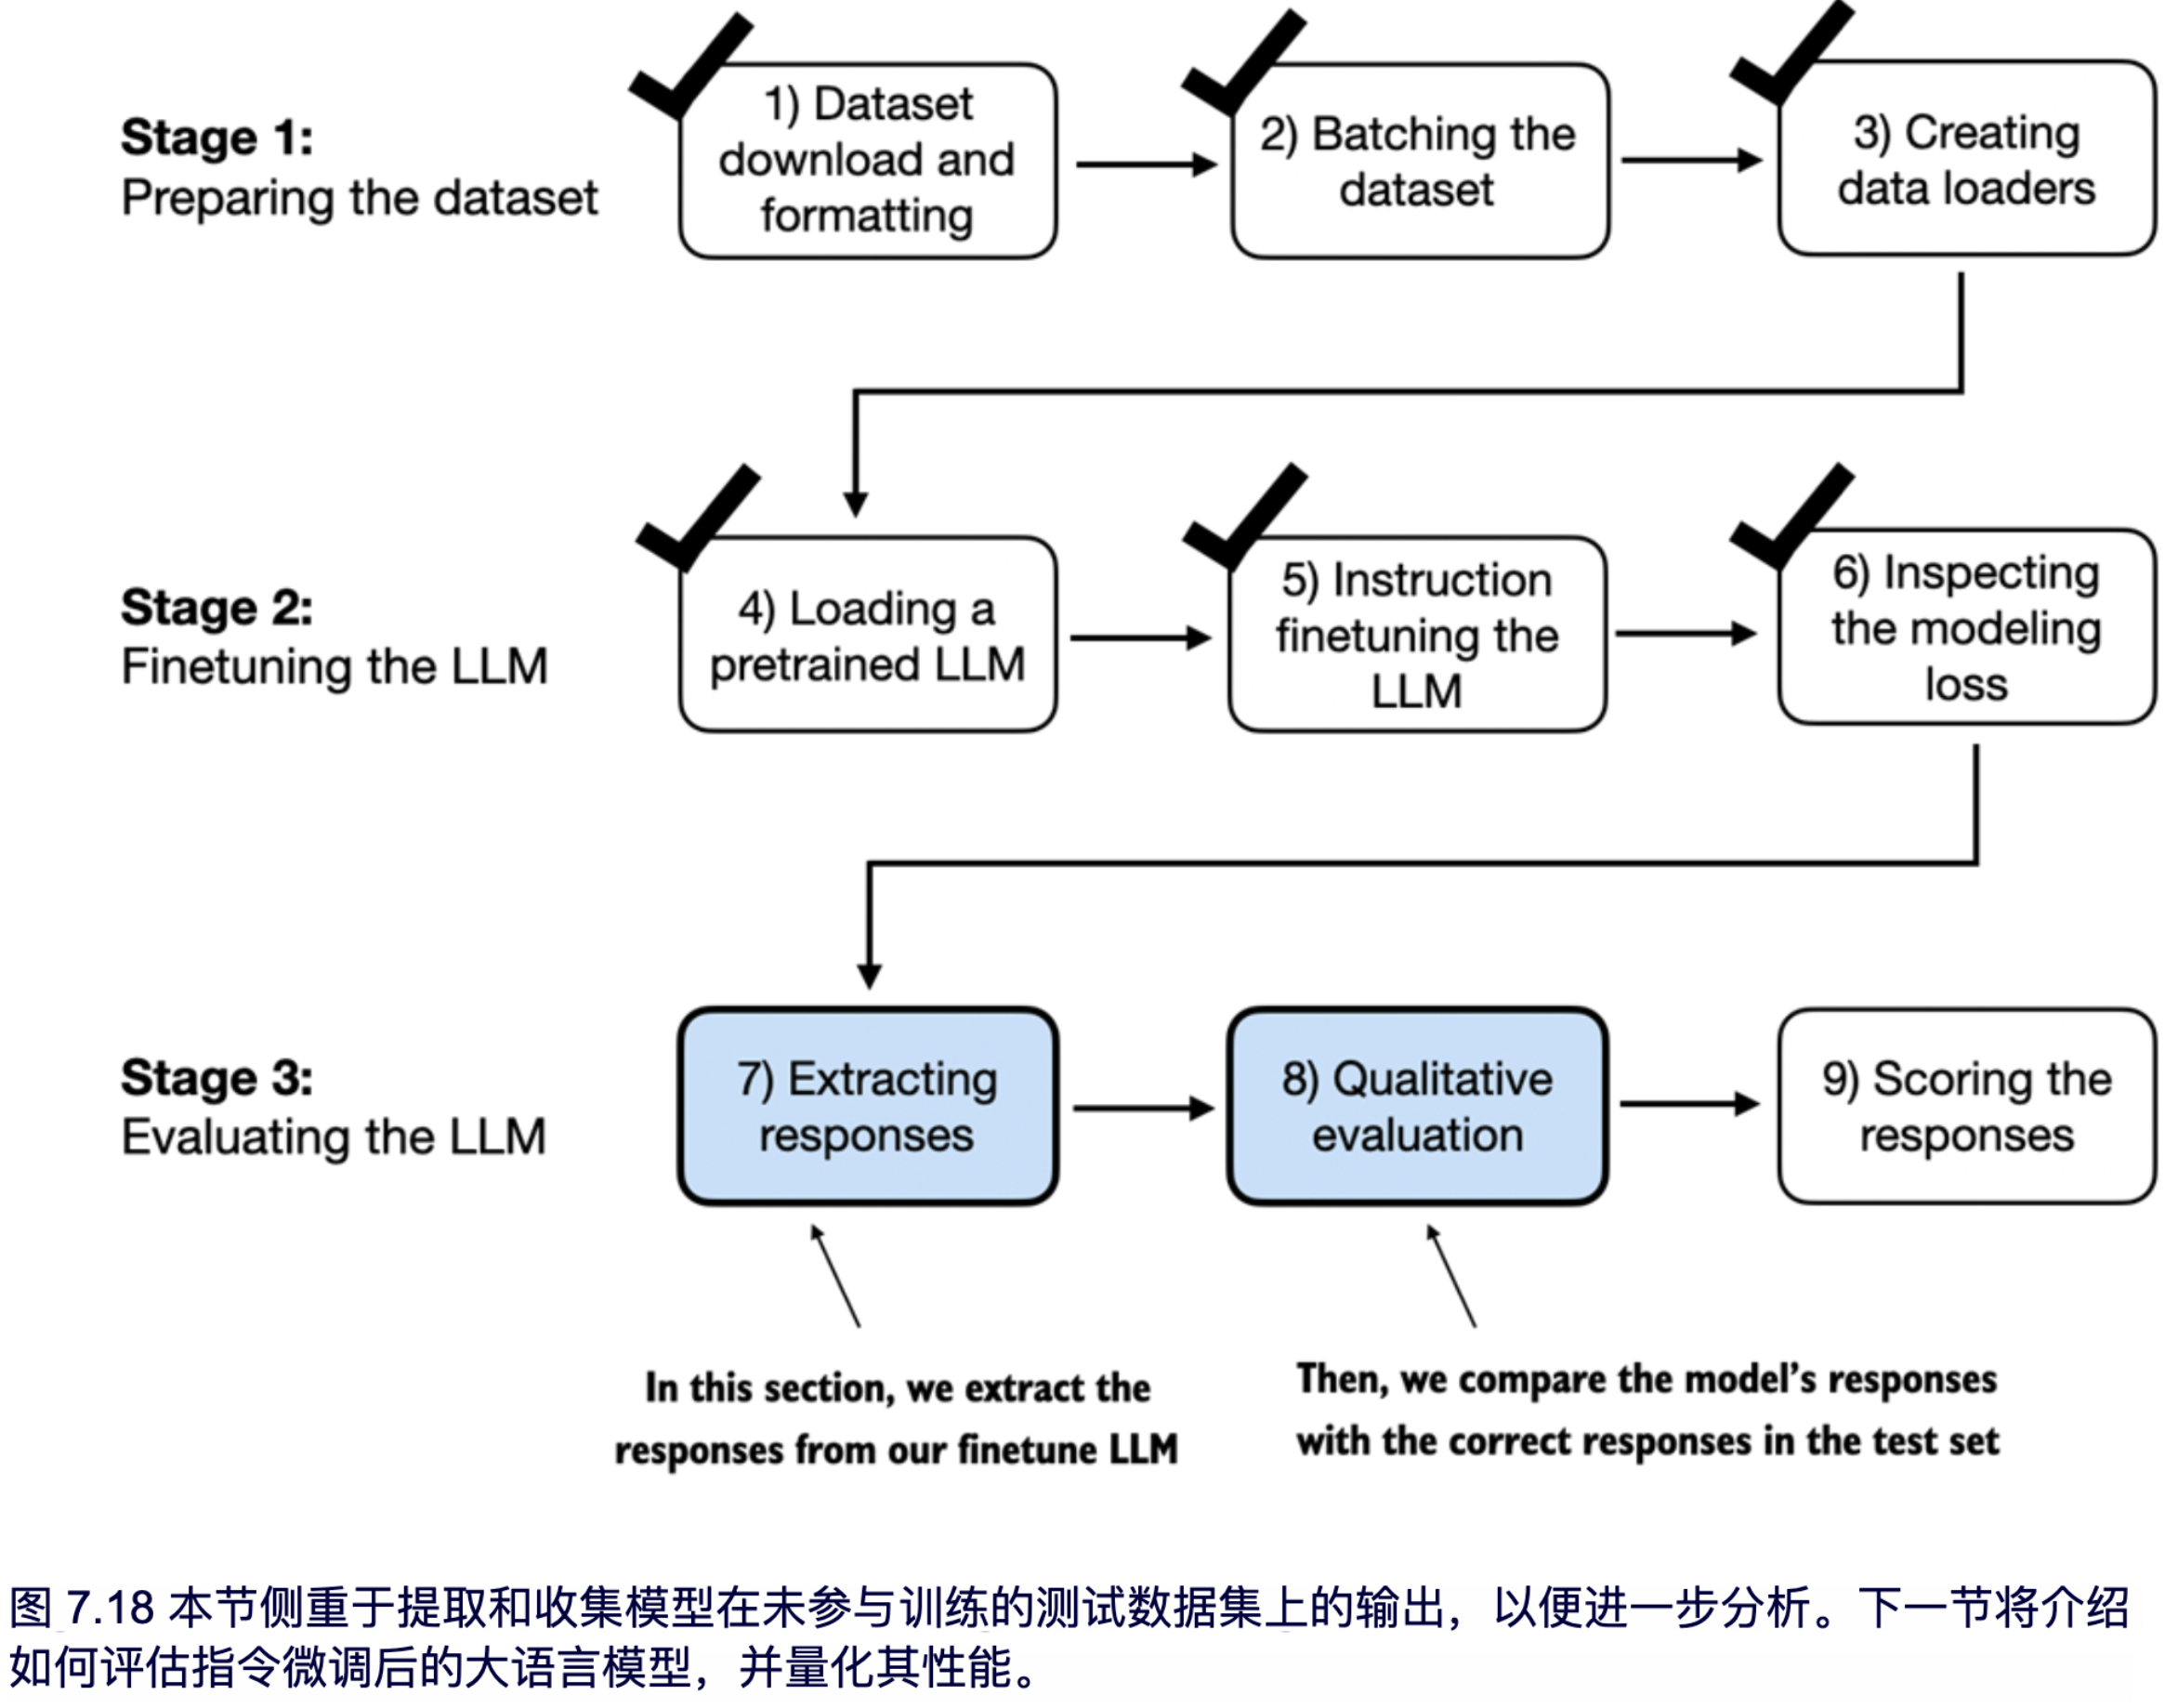 Stage 1:
Preparing the dataset
1) Dataset
download and
formatting
2) Batching the
dataset
3) Creating
data loaders
Stage 2:
Finetuning the LLM
4) Loading a
pretrained LLM
5) Instruction
finetuning the
LLM
6) Inspecting
the modeling
loss
Stage 3:
Evaluating the LLM
7) Extracting
responses
8) Qualitative
evaluation
9) Scoring the
responses
In this section, we extract the
responses from our finetune LLM
Then, we compare the model's responses
with the correct responses in the test set
图 7.18 本节侧重于提取和收集模型在未参与训练的测试数据集上的输出，以便进一步分析。下一节将介绍
如何评估指令微调后的大语言模型，并量化其性能。